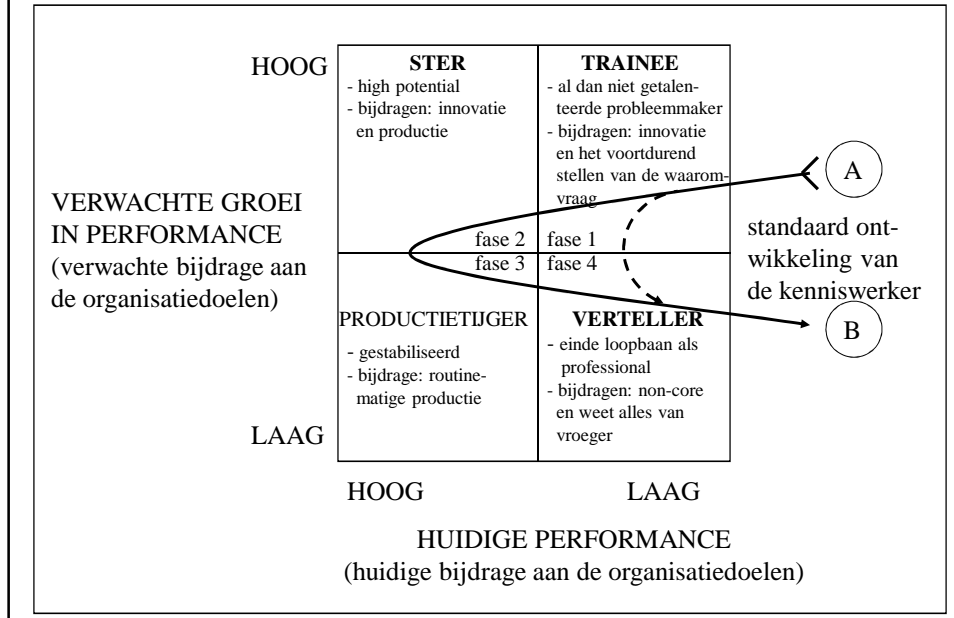 HOOG
STER
- high potential
- bijdragen: innovatie
en productie
TRAINEE
- al dan niet getalen-
teerde probleemmaker
- bijdragen: innovatie
en het voortdurend
stellen van de waarom-
vraag
A
VERWACHTE GROEI
IN PERFORMANCE
(verwachte bijdrage aan
de organisatiedoelen)
fase 2
fase 1
fase 3
fase 4
standaard ont-
wikkeling van
de kenniswerker
B
PRODUCTIETIJGER
- gestabiliseerd
- bijdrage: routine-
matige productie
VERTELLER
- einde loopbaan als
professional
- bijdragen: non-core
en weet alles van
vroeger
LAAG
HOOG
LAAG
HUIDIGE PERFORMANCE
(huidige bijdrage aan de organisatiedoelen)